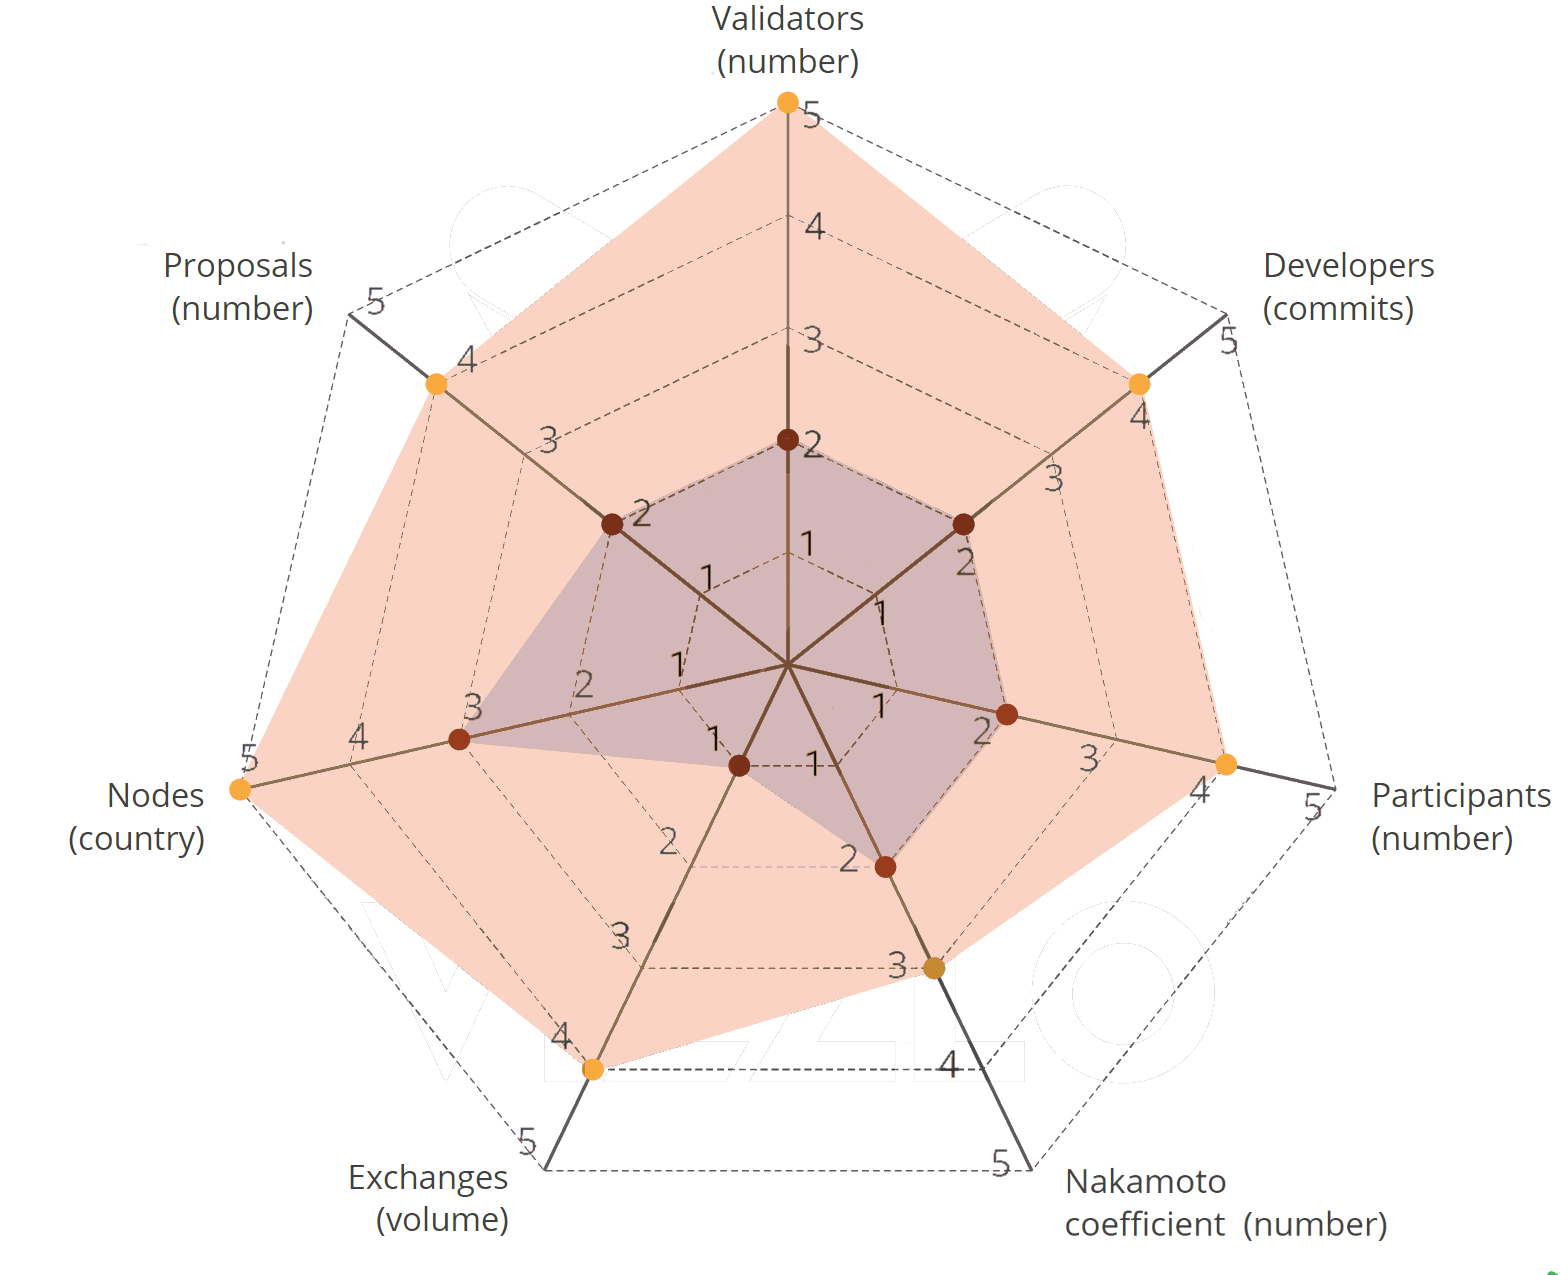 Validators
(number)
5
4
3
2
1
Developers
(commits)
5
4
3
2
1
Participants
(number)
5
4
3
2
1
Nakamoto
coefficient (number)
5
4
3
2
1
Exchanges
(volume)
5
4
3
2
1
Nodes
(country)
5
4
3
2
1
Proposals
(number)
5
4
3
2
1